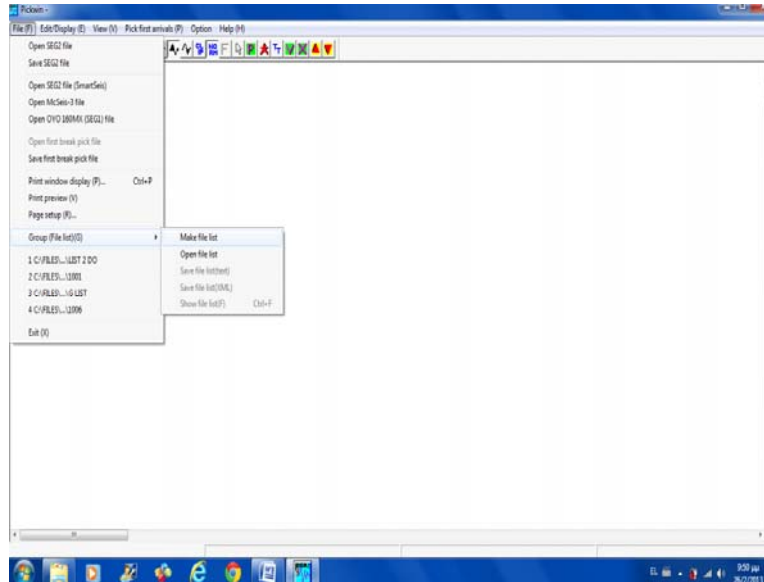 Pickwin -
File (F) Edit/Display (E) View (V) Pick first arrivals (P) Option Help (H)
Open SEG2 file
Save SEG2 file
Open SEG2 file (SmartSeis)
Open McSeis-3 file
Open OYO 160MX (SEG1) file
Open first break pick file
Save first break pick file
Print window display (P)... Ctrl+P
Print preview (V)
Page setup (R)...
Group (File list)(G)
Make file list
Open file list
Save file list(text)
Save file list(XML)
Show file list(F) Ctrl+F
1 C:\FILES\...\LIST 2 DO
2 C:\FILES\...\1001
3 C:\FILES\...\G LIST
4 C:\FILES\...\1006
Exit (X)
EL
9:50 μμ